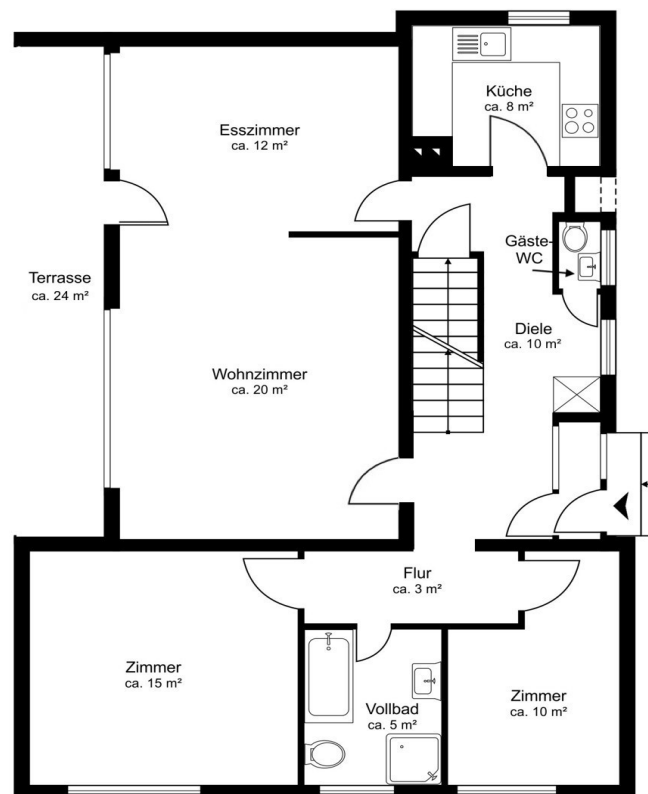 Küche
ca. 8 m²
Esszimmer
ca. 12 m²
Gäste-
WC
Terrasse
ca. 24 m²
Diele
ca. 10 m²
Wohnzimmer
ca. 20 m²
Flur
ca. 3 m²
Zimmer
ca. 15 m²
Vollbad
ca. 5 m²
Zimmer
ca. 10 m²